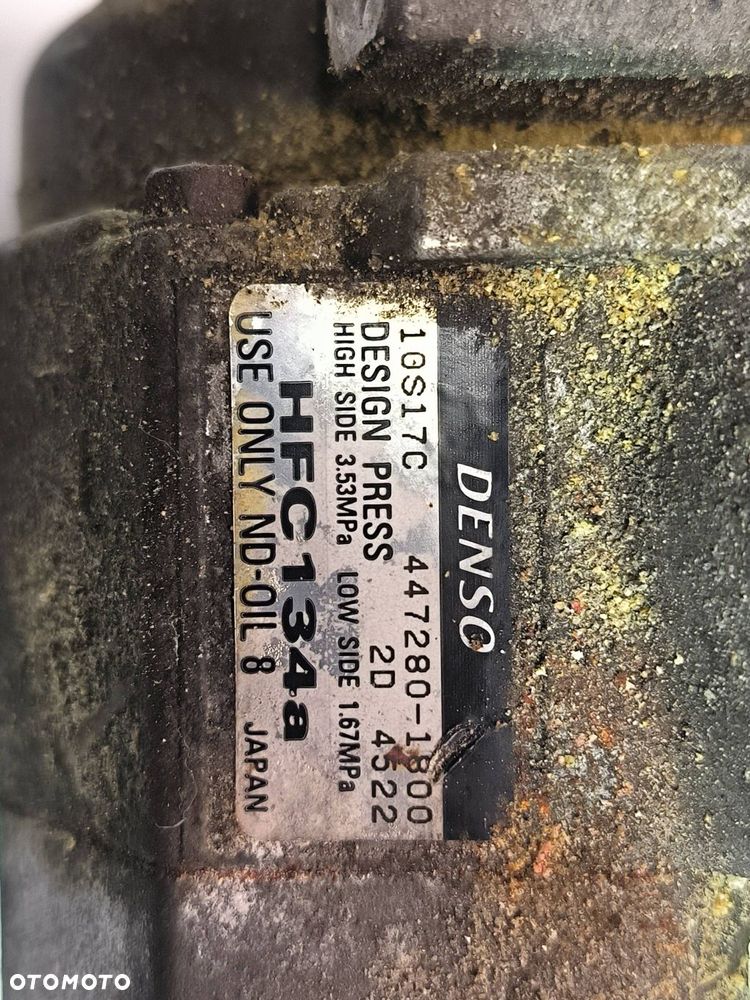 DENSO
10S17C 447280-1800
DESIGN PRESS 2D 4522
HIGH SIDE 3.53MPa LOW SIDE 1.67MPa
HFC134a
USE ONLY ND-OIL 8 JAPAN
OTOMOTO